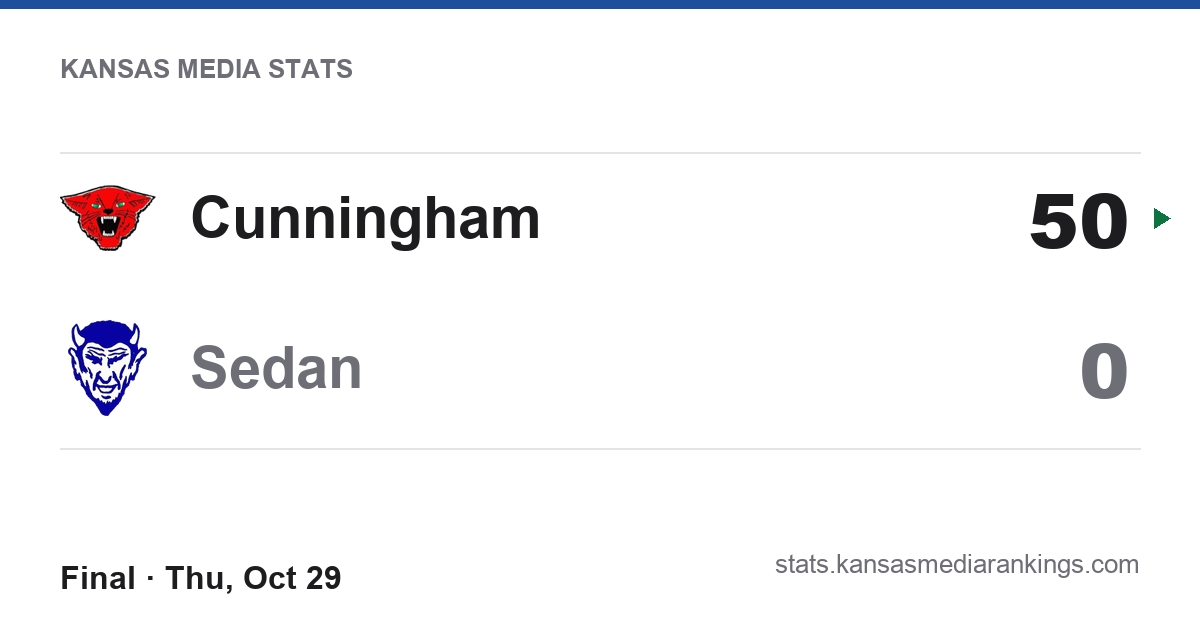 KANSAS MEDIA STATS
Cunningham 50
Sedan 0
Final · Thu, Oct 29
stats.kansasmediarankings.com